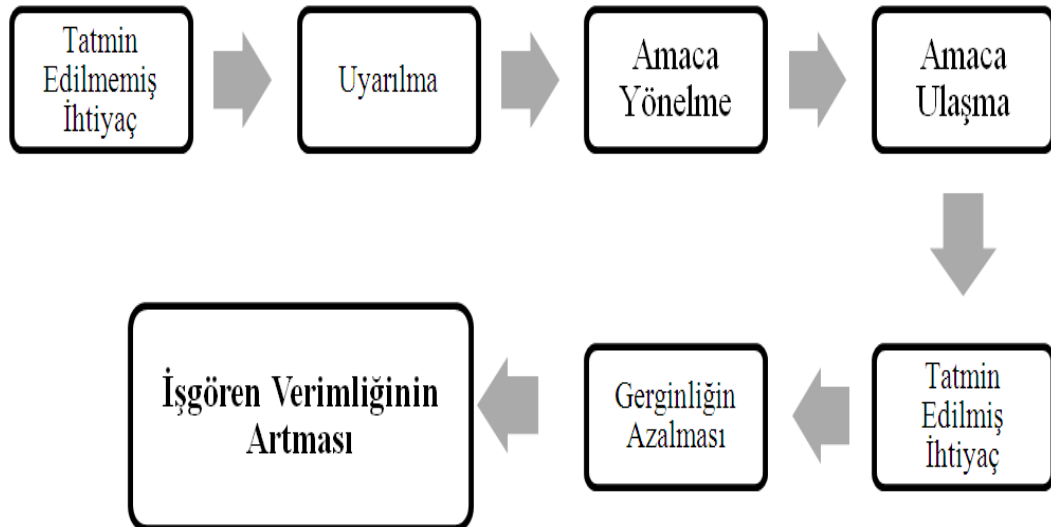 Tatmin
Edilmemiş
İhtiyaç
Uyarılma
Amaca
Yönelme
Amaca
Ulaşma
Tatmin
Edilmiş
İhtiyaç
Gerginliğin
Azalması
İşgören Verimliğinin
Artması